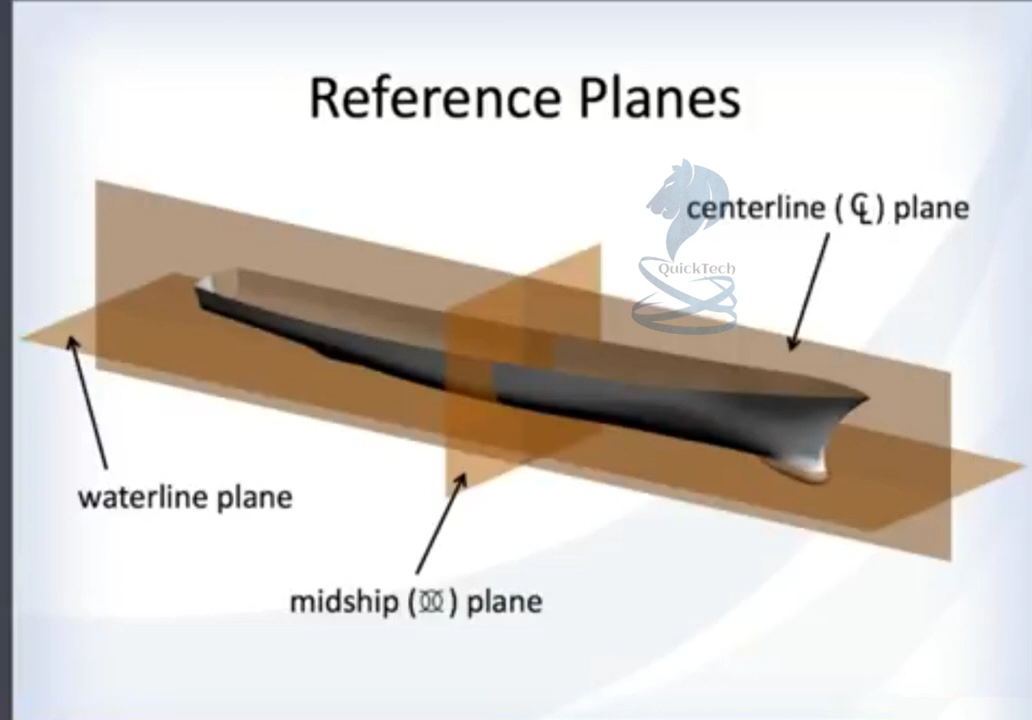 Reference Planes
centerline (℄) plane
QuickTech
waterline plane
midship (ꝏ) plane